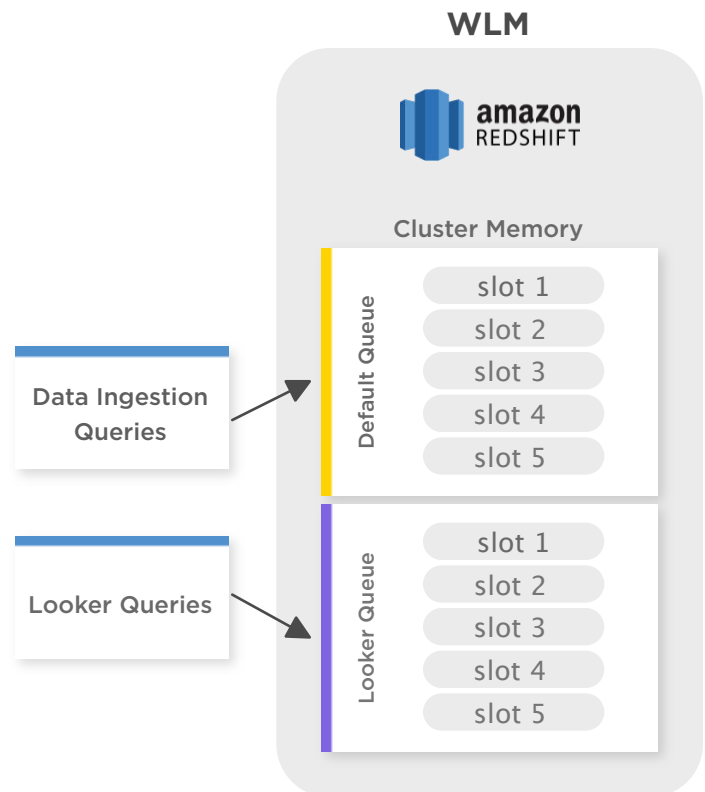 WLM
amazon
REDSHIFT
Cluster Memory
Data Ingestion
Queries
Default Queue
slot 1
slot 2
slot 3
slot 4
slot 5
Looker Queries
Looker Queue
slot 1
slot 2
slot 3
slot 4
slot 5